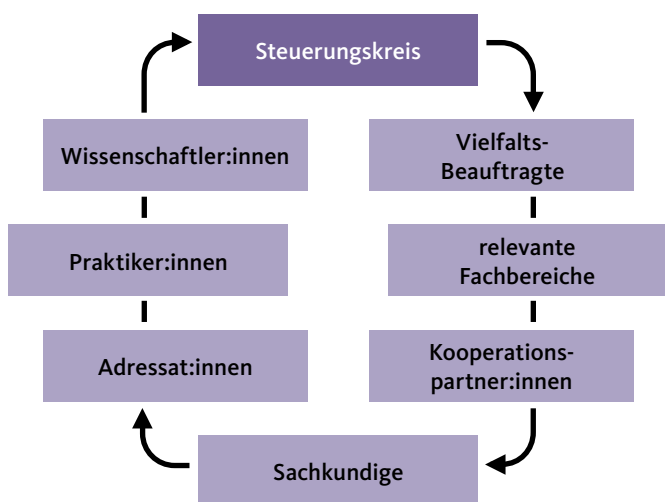 Steuerungskreis
Wissenschaftler:innen
Vielfalts-
Beauftragte
Praktiker:innen
relevante
Fachbereiche
Adressat:innen
Kooperations-
partner:innen
Sachkundige